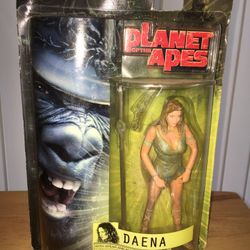 PLANET
OF THE
APES
DAENA